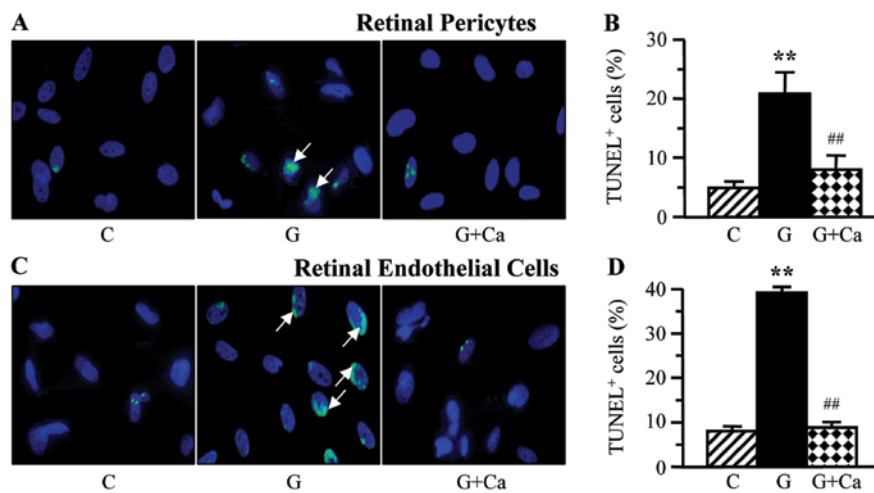 A
Retinal Pericytes
C
G
G+Ca
B
TUNEL⁺ cells (%)
30
20
10
0
**
##
C
G
G+Ca
C
Retinal Endothelial Cells
C
G
G+Ca
D
TUNEL⁺ cells (%)
40
30
20
10
0
**
##
C
G
G+Ca